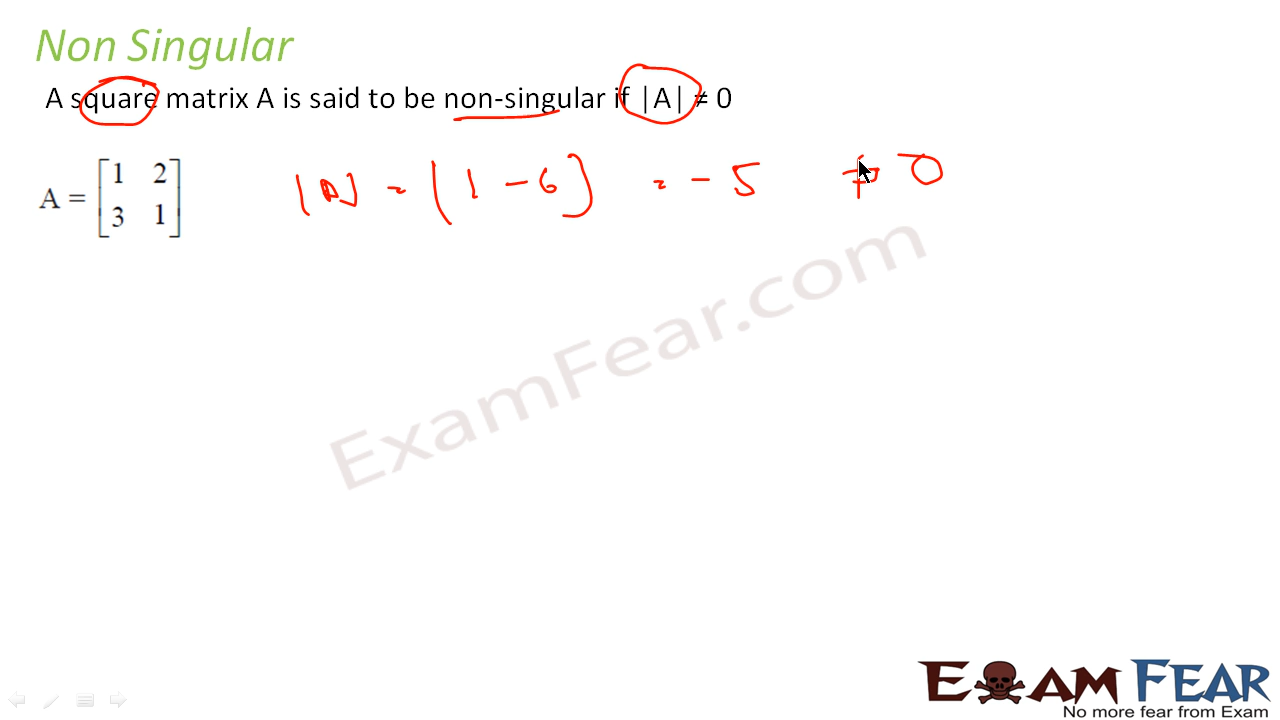 Non Singular
A square matrix A is said to be non-singular if |A| ≠ 0
A = [1 2
3 1]
|A| = [1 - 6] = - 5 ≠ 0
ExamFear.com
EXAM FEAR
No more fear from Exam